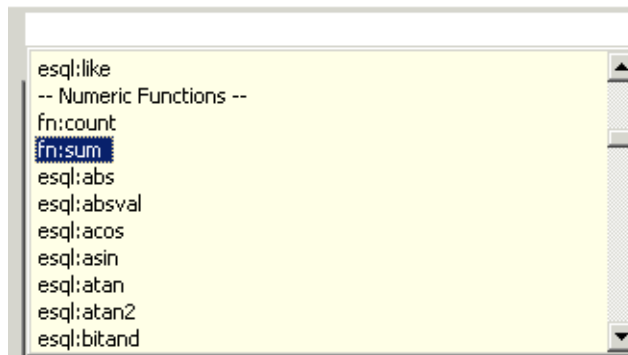 esql:like
-- Numeric Functions --
fn:count
fn:sum
esql:abs
esql:absval
esql:acos
esql:asin
esql:atan
esql:atan2
esql:bitand